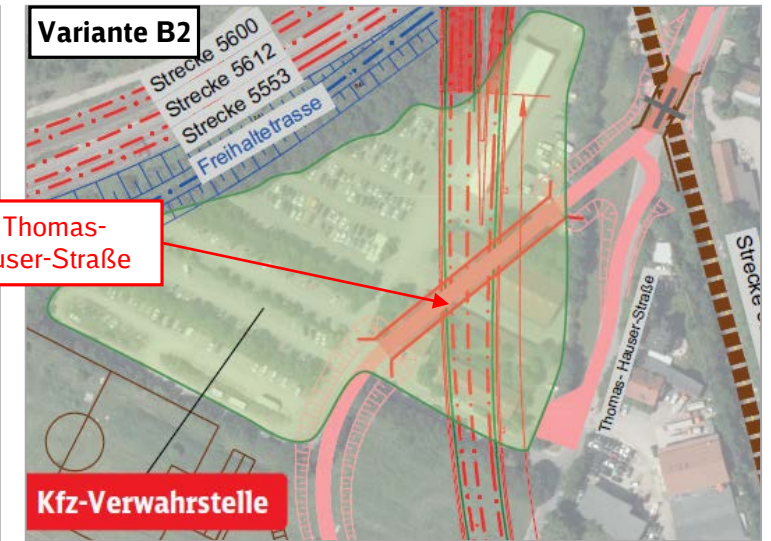 Variante B2
Strecke 5600
Strecke 5612
Strecke 5553
Freihaltetrasse
Thomas-
user-Straße
Strecke
Thomas- Hauser-Straße
Kfz-Verwahrstelle